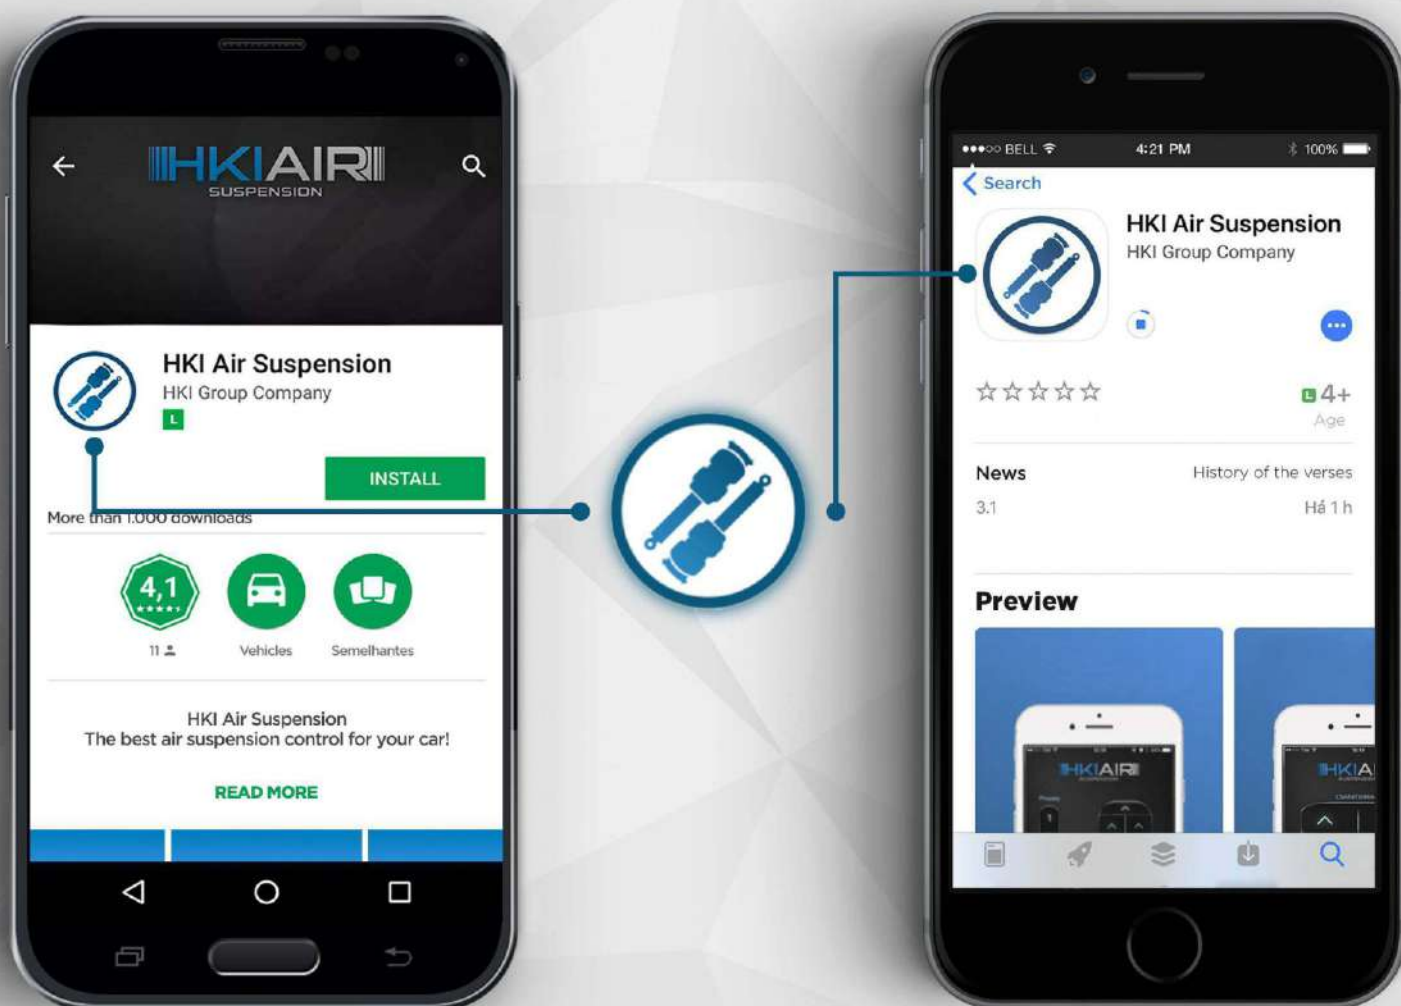 HKIAIR
SUSPENSION
HKI Air Suspension
HKI Group Company
L
INSTALL
More than 1.000 downloads
4,1
11
Vehicles
Semelhantes
HKI Air Suspension
The best air suspension control for your car!
READ MORE
BELL
4:21 PM
100%
Search
HKI Air Suspension
HKI Group Company
L 4+
Age
News
History of the verses
3.1
Há 1 h
Preview
HKIAIR
SUSPENSION
1
HKIA